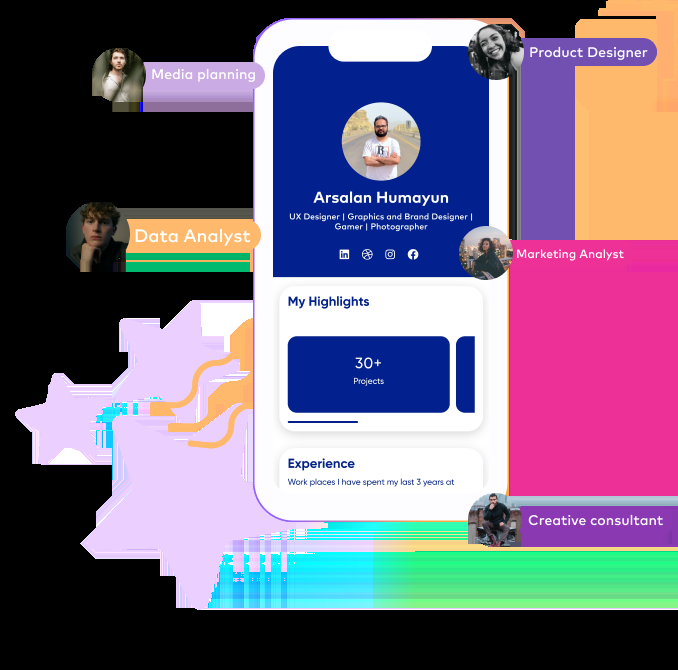 Product Designer
Media planning
Arsalan Humayun
UX Designer | Graphics and Brand Designer |
Gamer | Photographer
Data Analyst
Marketing Analyst
My Highlights
30+
Projects
Experience
Work places I have spent my last 3 years at
Creative consultant